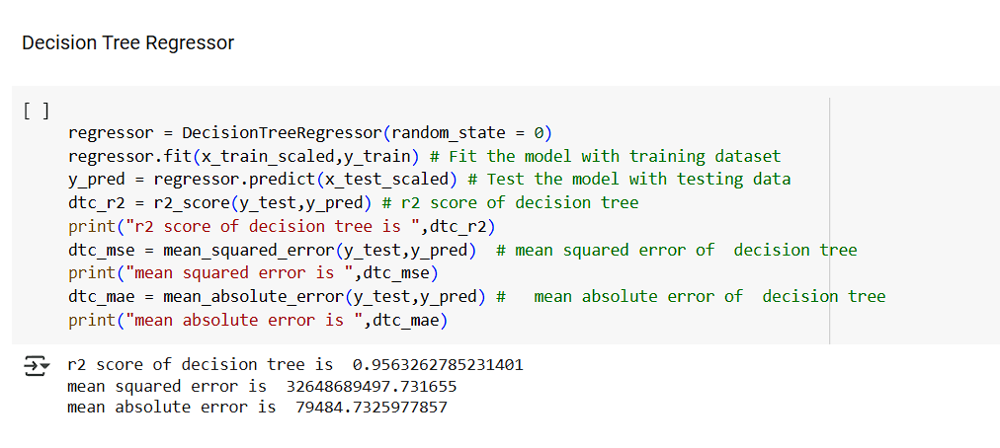 Decision Tree Regressor
[ ]
regressor = DecisionTreeRegressor(random_state = 0)
regressor.fit(x_train_scaled,y_train) # Fit the model with training dataset
y_pred = regressor.predict(x_test_scaled) # Test the model with testing data
dtc_r2 = r2_score(y_test,y_pred) # r2 score of decision tree
print("r2 score of decision tree is ",dtc_r2)
dtc_mse = mean_squared_error(y_test,y_pred)  # mean squared error of  decision tree
print("mean squared error is ",dtc_mse)
dtc_mae = mean_absolute_error(y_test,y_pred) #   mean absolute error of  decision tree
print("mean absolute error is ",dtc_mae)
r2 score of decision tree is  0.9563262785231401
mean squared error is  32648689497.731655
mean absolute error is  79484.7325977857